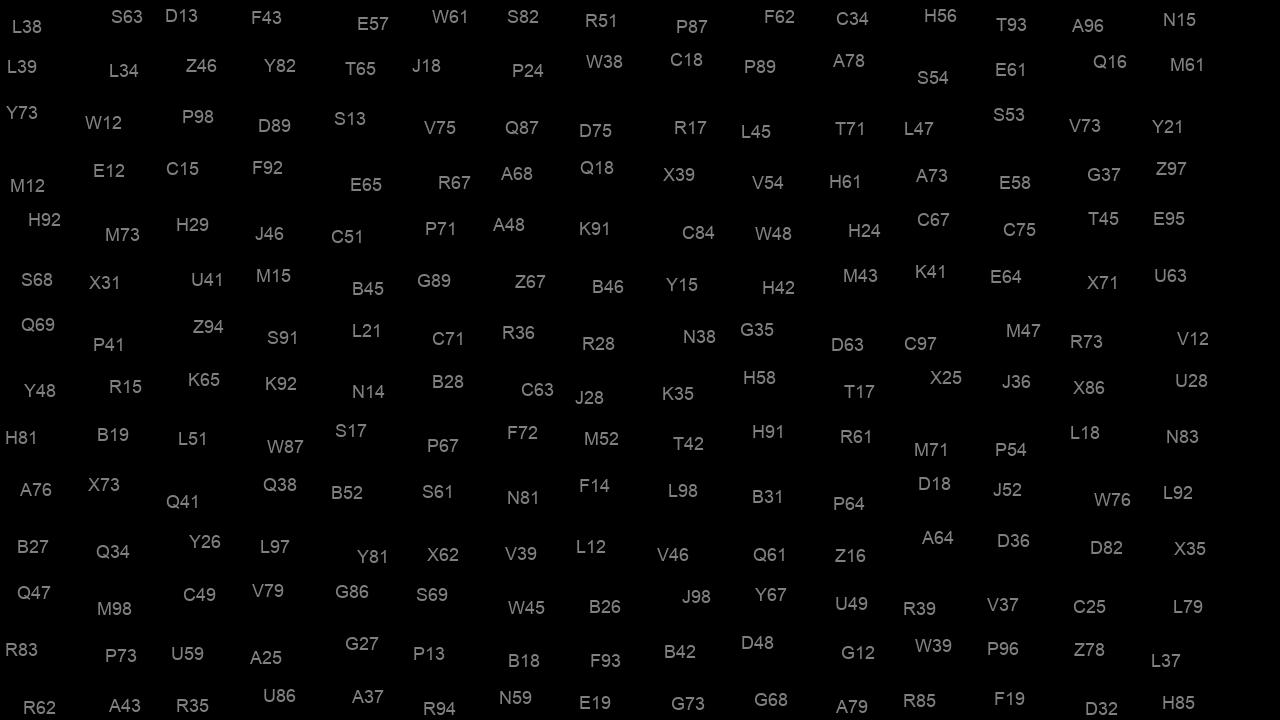 L38 S63 D13 F43 E57 W61 S82 R51 P87 F62 C34 H56 T93 A96 N15
L39 L34 Z46 Y82 T65 J18 P24 W38 C18 P89 A78 S54 E61 Q16 M61
Y73 W12 P98 D89 S13 V75 Q87 D75 R17 L45 T71 L47 S53 V73 Y21
M12 E12 C15 F92 E65 R67 A68 Q18 X39 V54 H61 A73 E58 G37 Z97
H92 M73 H29 J46 C51 P71 A48 K91 C84 W48 H24 C67 C75 T45 E95
S68 X31 U41 M15 B45 G89 Z67 B46 Y15 H42 M43 K41 E64 X71 U63
Q69 P41 Z94 S91 L21 C71 R36 R28 N38 G35 D63 C97 M47 R73 V12
Y48 R15 K65 K92 N14 B28 C63 J28 K35 H58 T17 X25 J36 X86 U28
H81 B19 L51 W87 S17 P67 F72 M52 T42 H91 R61 M71 P54 L18 N83
A76 X73 Q41 Q38 B52 S61 N81 F14 L98 B31 P64 D18 J52 W76 L92
B27 Q34 Y26 L97 Y81 X62 V39 L12 V46 Q61 Z16 A64 D36 D82 X35
Q47 M98 C49 V79 G86 S69 W45 B26 J98 Y67 U49 R39 V37 C25 L79
R83 P73 U59 A25 G27 P13 B18 F93 B42 D48 G12 W39 P96 Z78 L37
R62 A43 R35 U86 A37 R94 N59 E19 G73 G68 A79 R85 F19 D32 H85